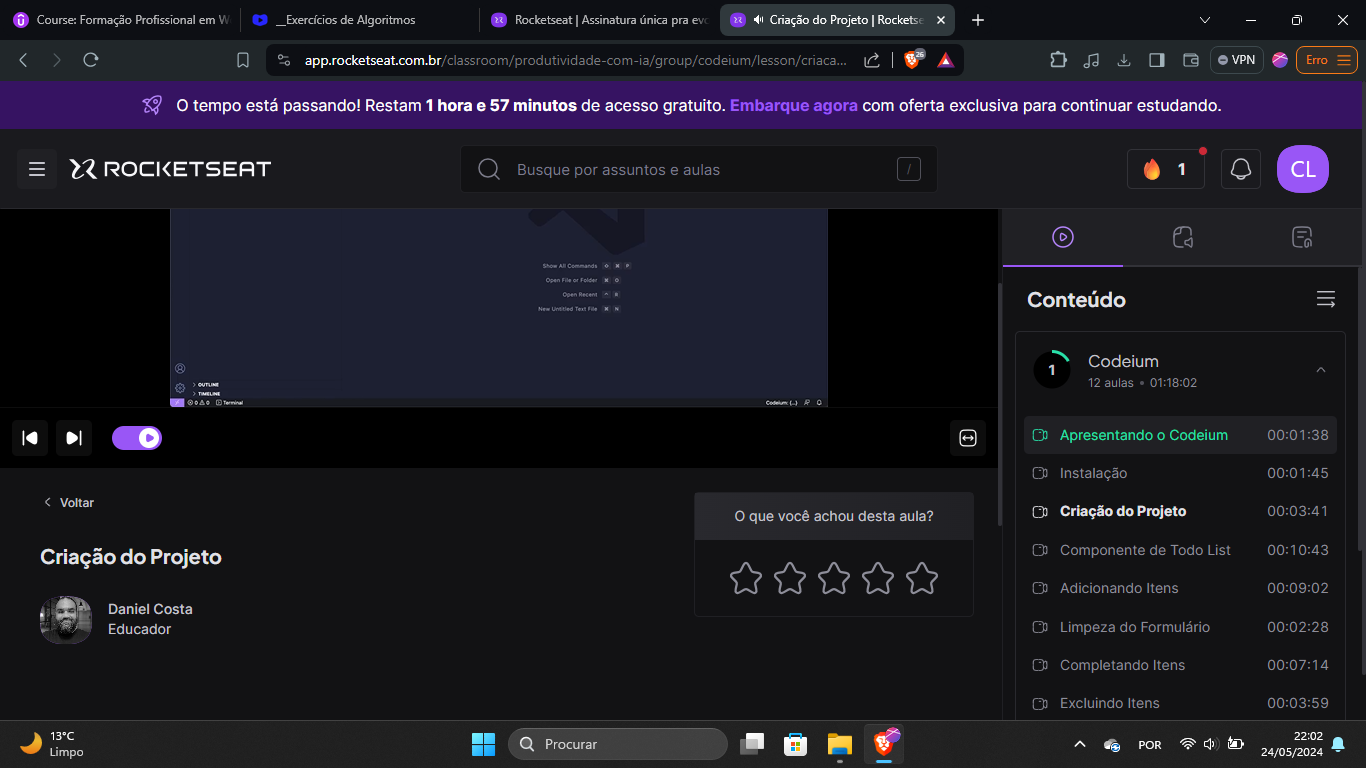 Course: Formação Profissional em W
__Exercícios de Algoritmos
Rocketseat | Assinatura única pra evo
Criação do Projeto | Rocketse
app.rocketseat.com.br/classroom/produtividade-com-ia/group/codeium/lesson/criaca...
26
VPN
Erro
O tempo está passando! Restam 1 hora e 57 minutos de acesso gratuito. Embarque agora com oferta exclusiva para continuar estudando.
ROCKETSEAT
Busque por assuntos e aulas
/
1
CL
Show All Commands
Open File or Folder
Open Recent
New Untitled Text File
OUTLINE
TIMELINE
0 0 Terminal
Codeium: {...}
Voltar
Criação do Projeto
Daniel Costa
Educador
O que você achou desta aula?
Conteúdo
1
Codeium
12 aulas • 01:18:02
Apresentando o Codeium 00:01:38
Instalação 00:01:45
Criação do Projeto 00:03:41
Componente de Todo List 00:10:43
Adicionando Itens 00:09:02
Limpeza do Formulário 00:02:28
Completando Itens 00:07:14
Excluindo Itens 00:03:59
13°C
Limpo
Procurar
POR
22:02
24/05/2024